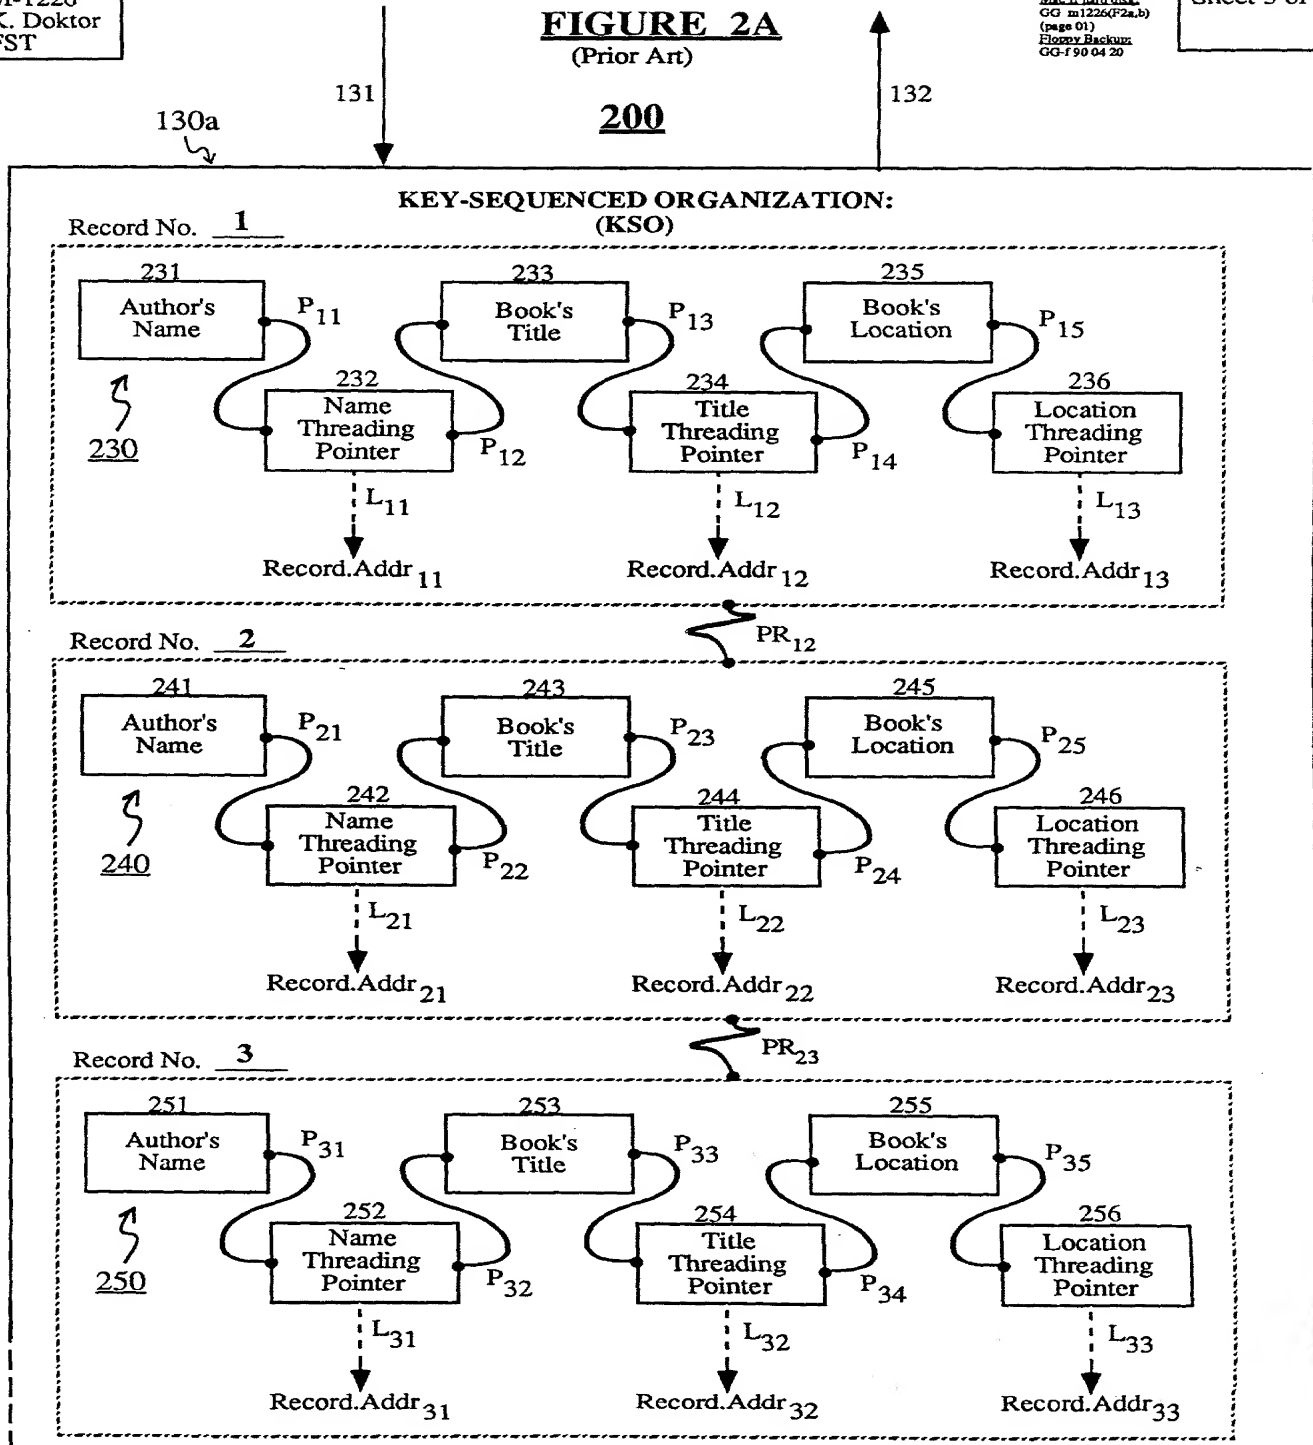 K. Doktor
FIGURE 2A
(Prior Art)
200
GG m1226(F2a,b)
(page 01)
Floppy Backup:
GG-f 90 04 20
131
132
130a
KEY-SEQUENCED ORGANIZATION:
(KSO)
Record No. 1
231
233
235
Author's
Name
P11
Book's
Title
P13
Book's
Location
P15
230
232
234
236
Name
Threading
Pointer
P12
Title
Threading
Pointer
P14
Location
Threading
Pointer
L11
L12
L13
Record.Addr11
Record.Addr12
Record.Addr13
PR12
Record No. 2
241
243
245
Author's
Name
P21
Book's
Title
P23
Book's
Location
P25
240
242
244
246
Name
Threading
Pointer
P22
Title
Threading
Pointer
P24
Location
Threading
Pointer
L21
L22
L23
Record.Addr21
Record.Addr22
Record.Addr23
PR23
Record No. 3
251
253
255
Author's
Name
P31
Book's
Title
P33
Book's
Location
P35
250
252
254
256
Name
Threading
Pointer
P32
Title
Threading
Pointer
P34
Location
Threading
Pointer
L31
L32
L33
Record.Addr31
Record.Addr32
Record.Addr33